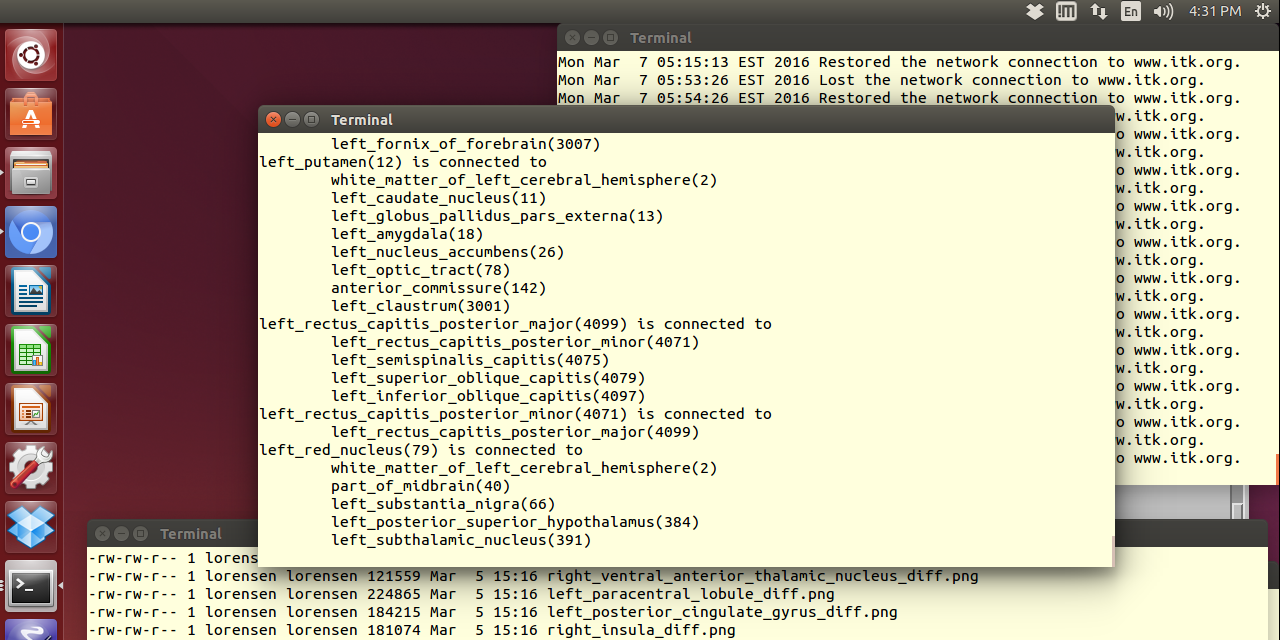 En 4:31 PM
Terminal
Mon Mar  7 05:15:13 EST 2016 Restored the network connection to www.itk.org.
Mon Mar  7 05:53:26 EST 2016 Lost the network connection to www.itk.org.
Mon Mar  7 05:54:26 EST 2016 Restored the network connection to www.itk.org.
Terminal
left_fornix_of_forebrain(3007)
left_putamen(12) is connected to
white_matter_of_left_cerebral_hemisphere(2)
left_caudate_nucleus(11)
left_globus_pallidus_pars_externa(13)
left_amygdala(18)
left_nucleus_accumbens(26)
left_optic_tract(78)
anterior_commissure(142)
left_claustrum(3001)
left_rectus_capitis_posterior_major(4099) is connected to
left_rectus_capitis_posterior_minor(4071)
left_semispinalis_capitis(4075)
left_superior_oblique_capitis(4079)
left_inferior_oblique_capitis(4097)
left_rectus_capitis_posterior_minor(4071) is connected to
left_rectus_capitis_posterior_major(4099)
left_red_nucleus(79) is connected to
white_matter_of_left_cerebral_hemisphere(2)
part_of_midbrain(40)
left_substantia_nigra(66)
left_posterior_superior_hypothalamus(384)
left_subthalamic_nucleus(391)
w.itk.org.
o www.itk.org.
w.itk.org.
o www.itk.org.
w.itk.org.
o www.itk.org.
w.itk.org.
o www.itk.org.
w.itk.org.
o www.itk.org.
w.itk.org.
o www.itk.org.
w.itk.org.
o www.itk.org.
w.itk.org.
o www.itk.org.
w.itk.org.
o www.itk.org.
w.itk.org.
o www.itk.org.
Terminal
-rw-rw-r-- 1 lorens
-rw-rw-r-- 1 lorensen lorensen 121559 Mar  5 15:16 right_ventral_anterior_thalamic_nucleus_diff.png
-rw-rw-r-- 1 lorensen lorensen 224865 Mar  5 15:16 left_paracentral_lobule_diff.png
-rw-rw-r-- 1 lorensen lorensen 184215 Mar  5 15:16 left_posterior_cingulate_gyrus_diff.png
-rw-rw-r-- 1 lorensen lorensen 181074 Mar  5 15:16 right_insula_diff.png